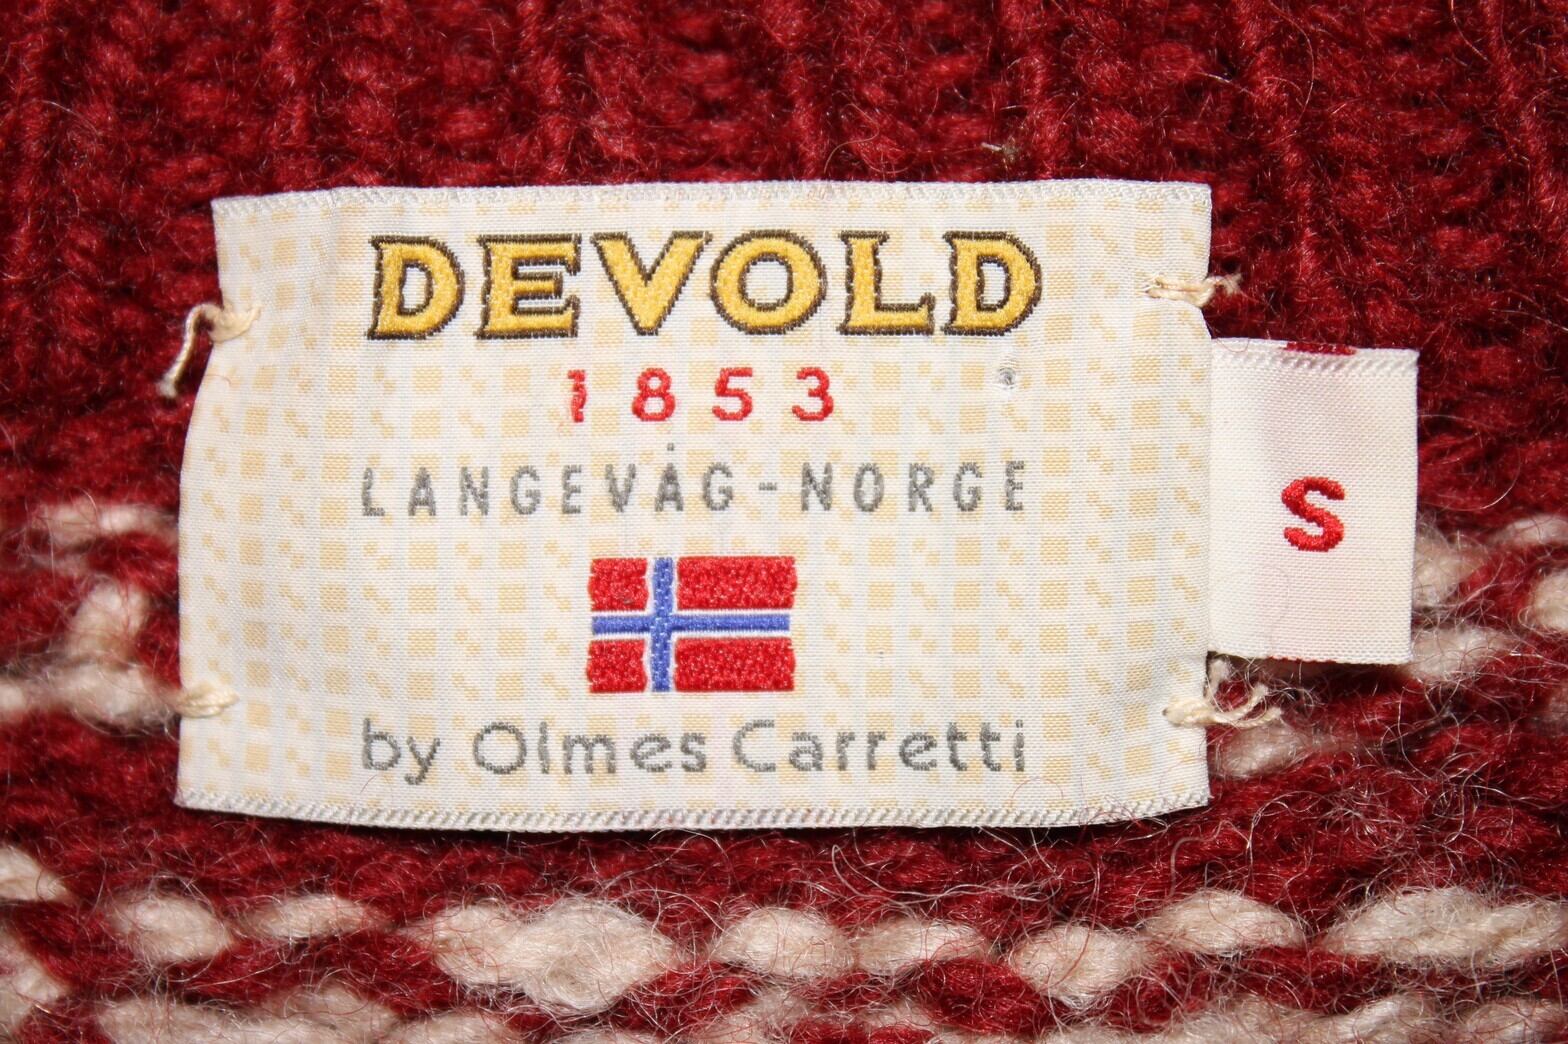 DEVOLD
1853
LANGEVÅG-NORGE
by Olmes Carretti
S